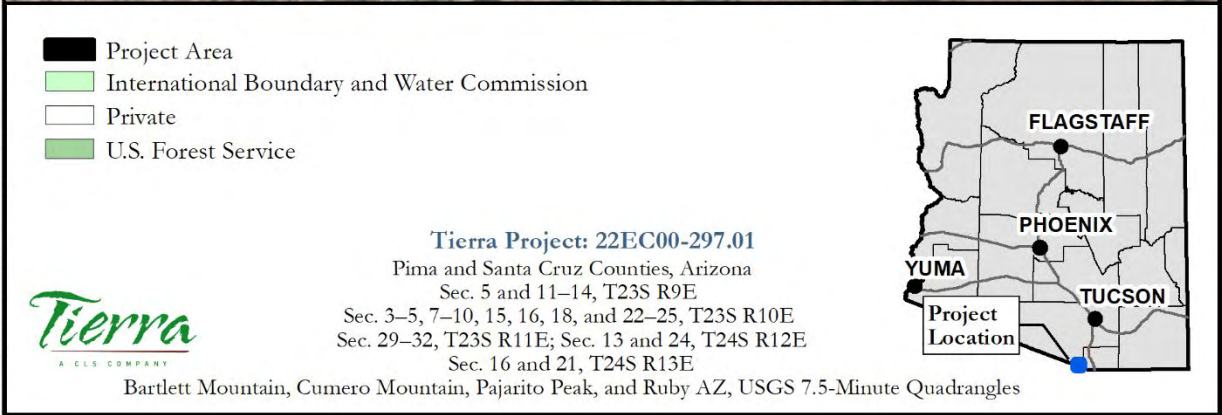 Project Area
International Boundary and Water Commission
Private
U.S. Forest Service
Tierra Project: 22EC00-297.01
Pima and Santa Cruz Counties, Arizona
Sec. 5 and 11–14, T23S R9E
Sec. 3–5, 7–10, 15, 16, 18, and 22–25, T23S R10E
Sec. 29–32, T23S R11E; Sec. 13 and 24, T24S R12E
Sec. 16 and 21, T24S R13E
Bartlett Mountain, Cumero Mountain, Pajarito Peak, and Ruby AZ, USGS 7.5-Minute Quadrangles
Tierra
A CLS COMPANY
FLAGSTAFF
PHOENIX
YUMA
TUCSON
Project
Location